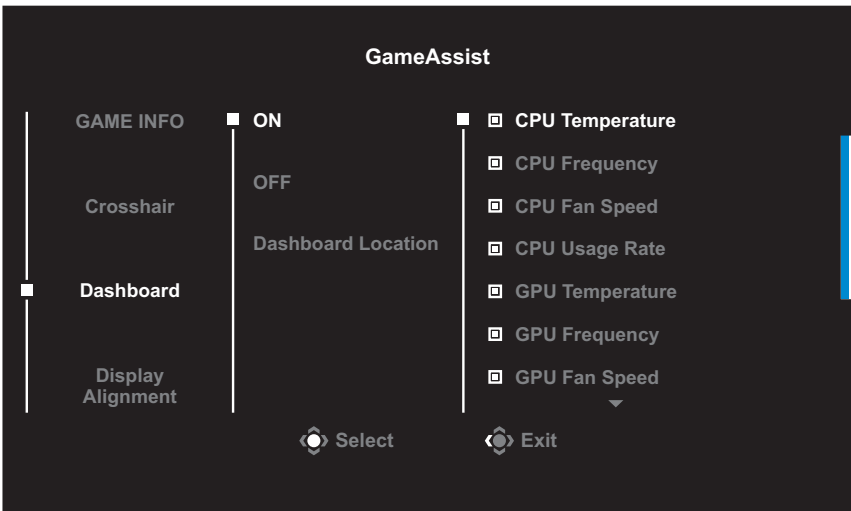 GameAssist
GAME INFO
Crosshair
Dashboard
Display
Alignment
ON
OFF
Dashboard Location
CPU Temperature
CPU Frequency
CPU Fan Speed
CPU Usage Rate
GPU Temperature
GPU Frequency
GPU Fan Speed
Select
Exit